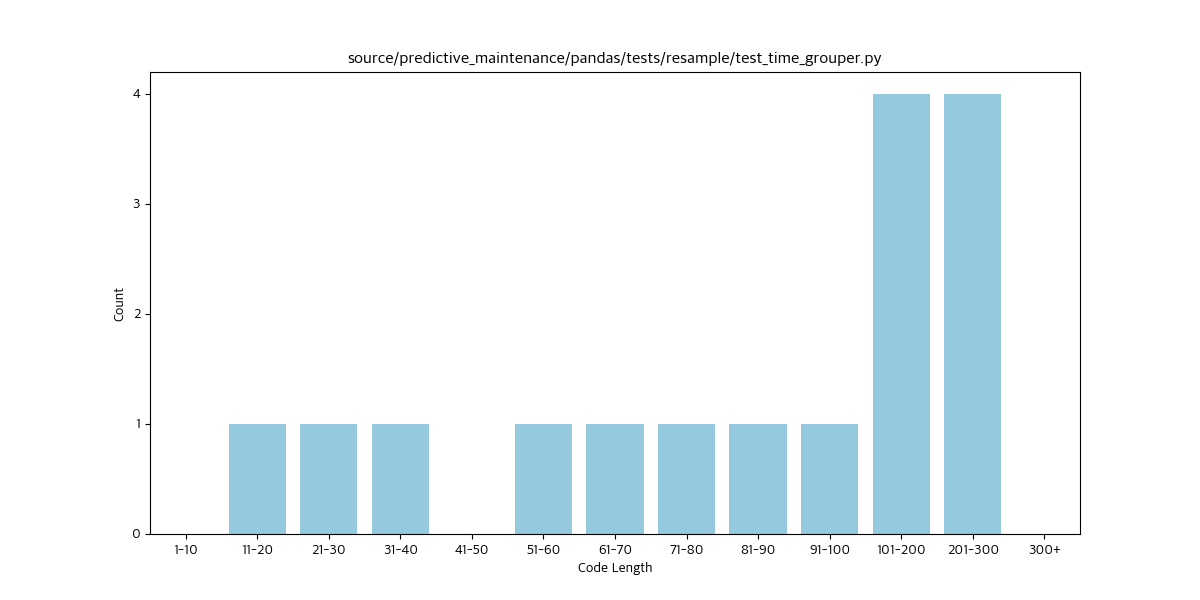 source/predictive_maintenance/pandas/tests/resample/test_time_grouper.py
Count
4
3
2
1
0
1-10 11-20 21-30 31-40 41-50 51-60 61-70 71-80 81-90 91-100 101-200 201-300 300+
Code Length